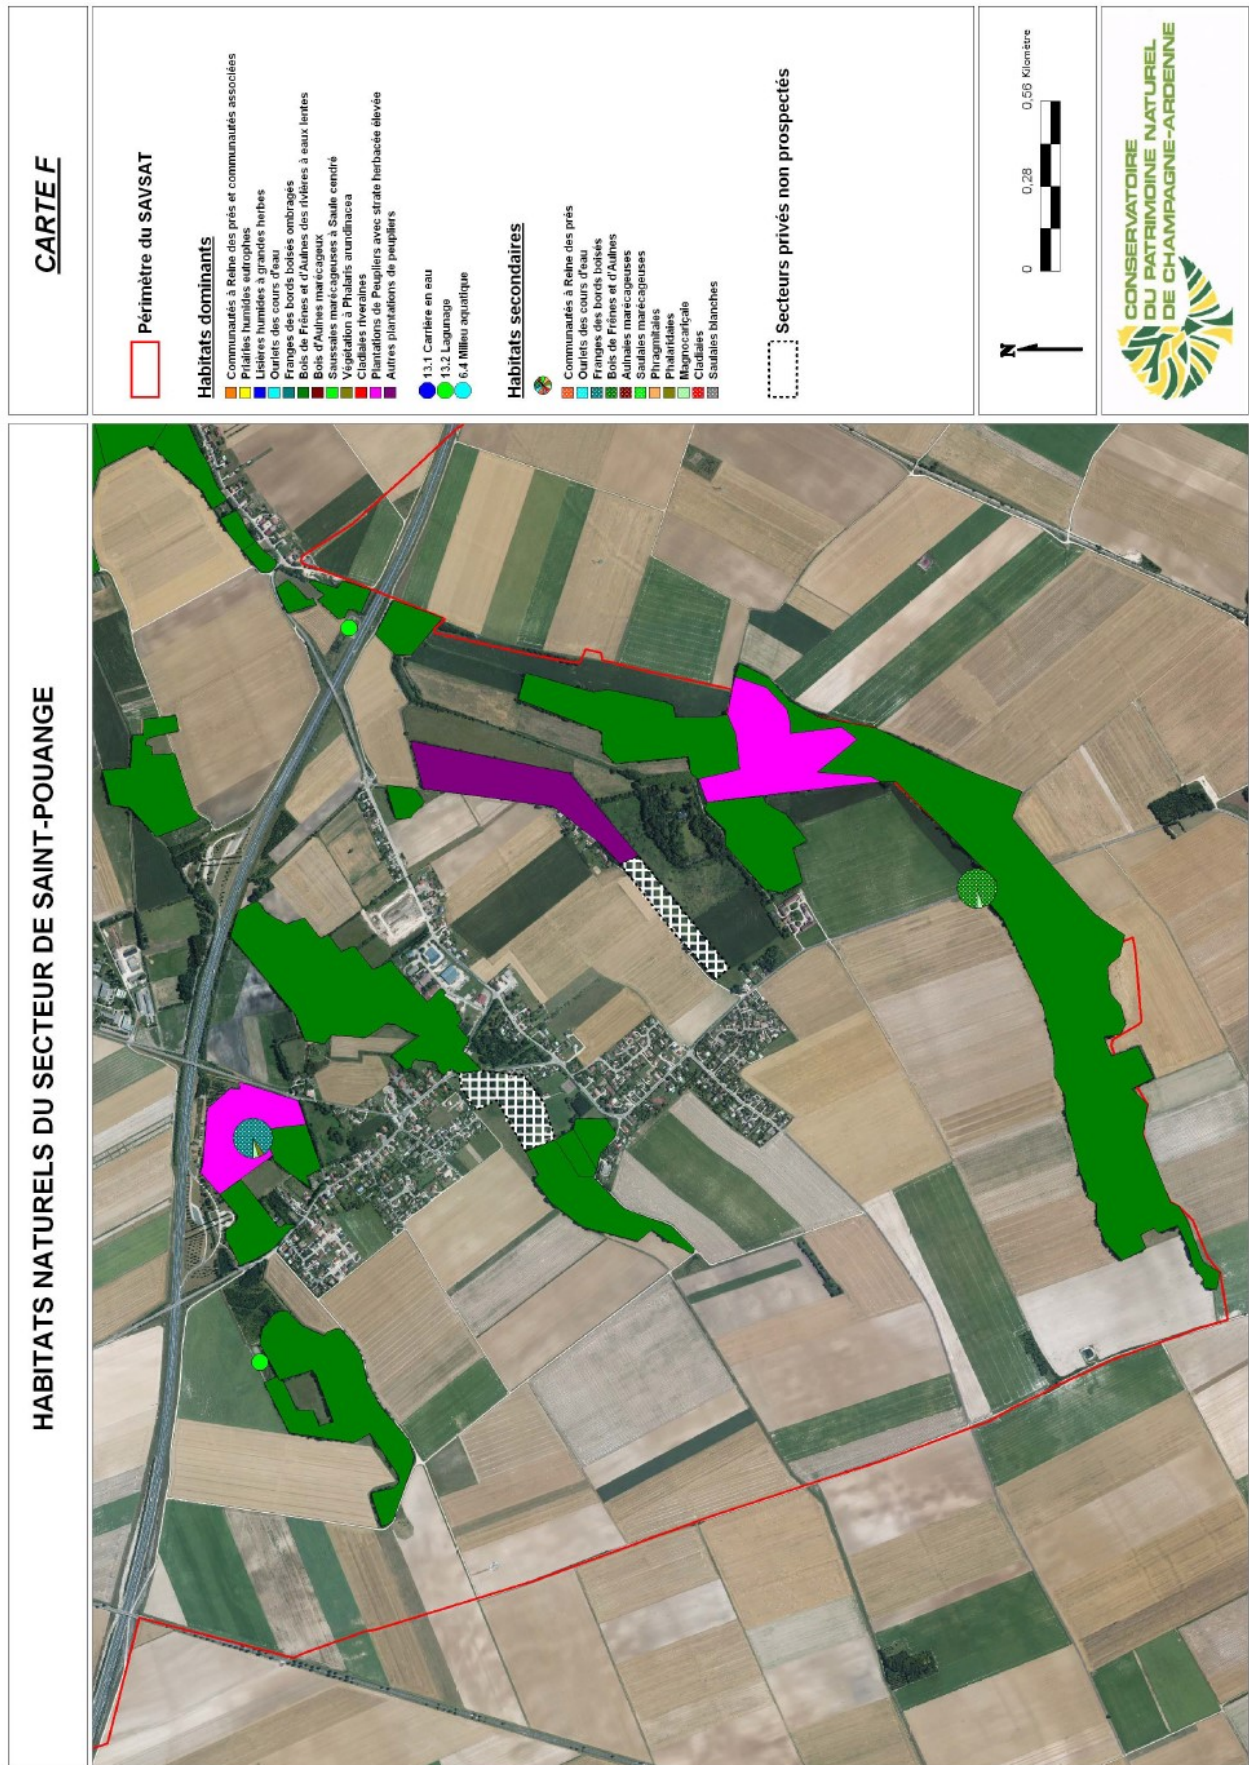 HABITATS NATURELS DU SECTEUR DE SAINT-POUANGE
CARTE F
Périmètre du SAVSAT
Habitats dominants
Communautés à Reine des prés et communautés associées
Prairies humides eutrophes
Lisières humides à grandes herbes
Ourlets des cours d'eau
Franges des bords boisés ombragés
Bois de Frênes et d'Aulnes des rivières à eaux lentes
Bois d'Aulnes marécageux
Saussaies marécageuses à Saule cendré
Végétation à Phalaris arundinacea
Cladiaies riveraines
Plantations de Peupliers avec strate herbacée élevée
Autres plantations de peupliers
13.1 Carrière en eau
13.2 Lagunage
6.4 Milieu aquatique
Habitats secondaires
Communautés à Reine des prés
Ourlets des cours d'eau
Franges des bords boisés
Bois de Frênes et d'Aulnes
Aulnaies marécageuses
Saulaies marécageuses
Phragmitaies
Phalaridaies
Magnocariçaie
Cladiaies
Saulaies blanches
Secteurs privés non prospectés
0 0,28 0,56 Kilomètre
N
CONSERVATOIRE
DU PATRIMOINE NATUREL
DE CHAMPAGNE-ARDENNE